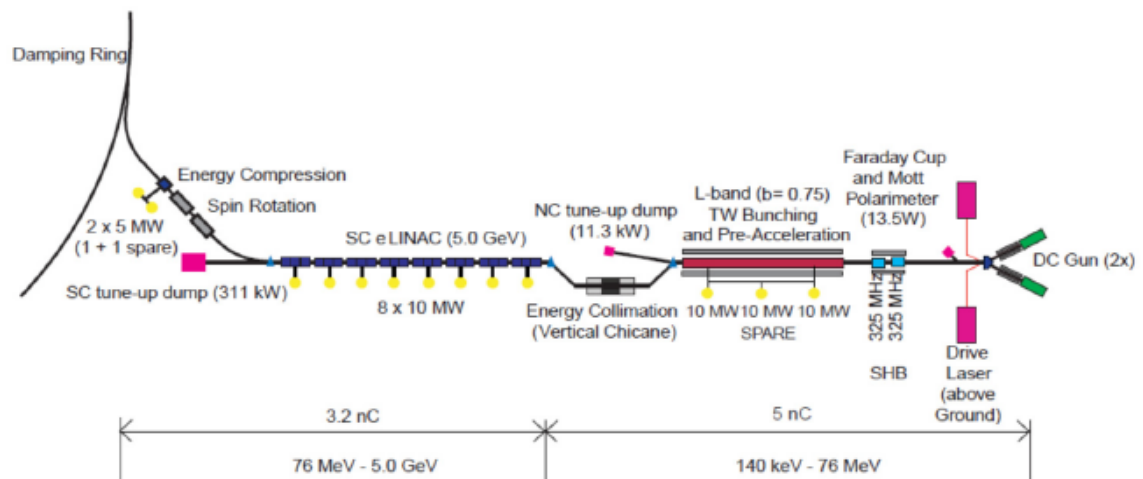 Damping Ring
Energy Compression
Spin Rotation
2 x 5 MW
(1 + 1 spare)
SC tune-up dump (311 kW)
SC e LINAC (5.0 GeV)
8 x 10 MW
NC tune-up dump
(11.3 kW)
Energy Collimation
(Vertical Chicane)
L-band (b= 0.75)
TW Bunching
and Pre-Acceleration
10 MW 10 MW 10 MW
SPARE
Faraday Cup
and Mott
Polarimeter
(13.5W)
325 MHz
325 MHz
SHB
DC Gun (2x)
Drive
Laser
(above
Ground)
3.2 nC
5 nC
76 MeV - 5.0 GeV
140 keV - 76 MeV